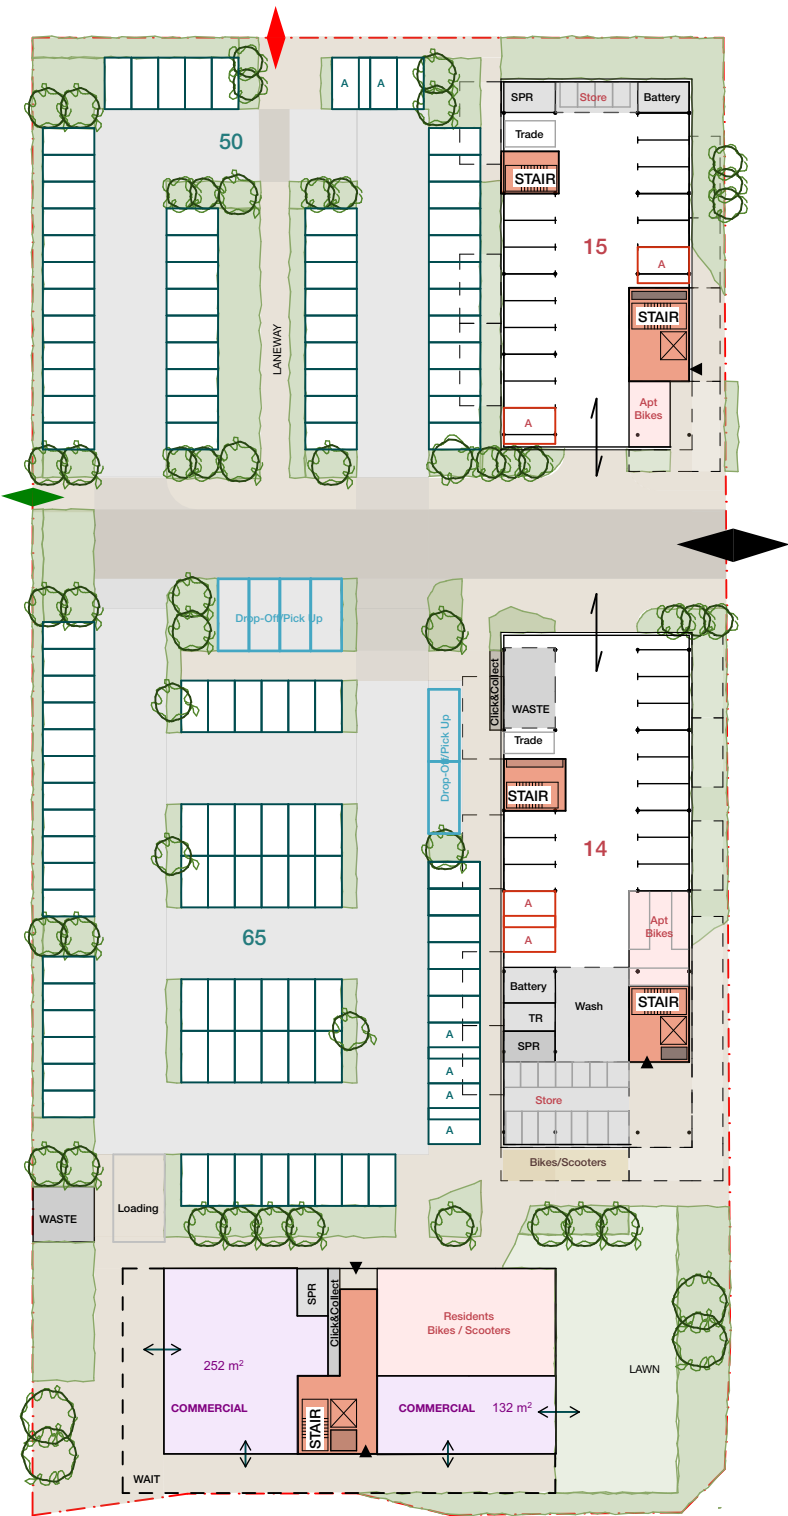 A
A
SPR
Store
Battery
Trade
50
STAIR
15
A
STAIR
LANEWAY
Apt
Bikes
A
Drop-Off/Pick Up
Click&Collect
WASTE
Drop-Off/Pick Up
Trade
STAIR
14
A
A
Apt
Bikes
65
Battery
Wash
STAIR
TR
SPR
A
A
A
A
Store
Bikes/Scooters
Loading
WASTE
SPR
Click&Collect
Residents
Bikes / Scooters
252 m²
LAWN
COMMERCIAL
COMMERCIAL 132 m²
STAIR
WAIT